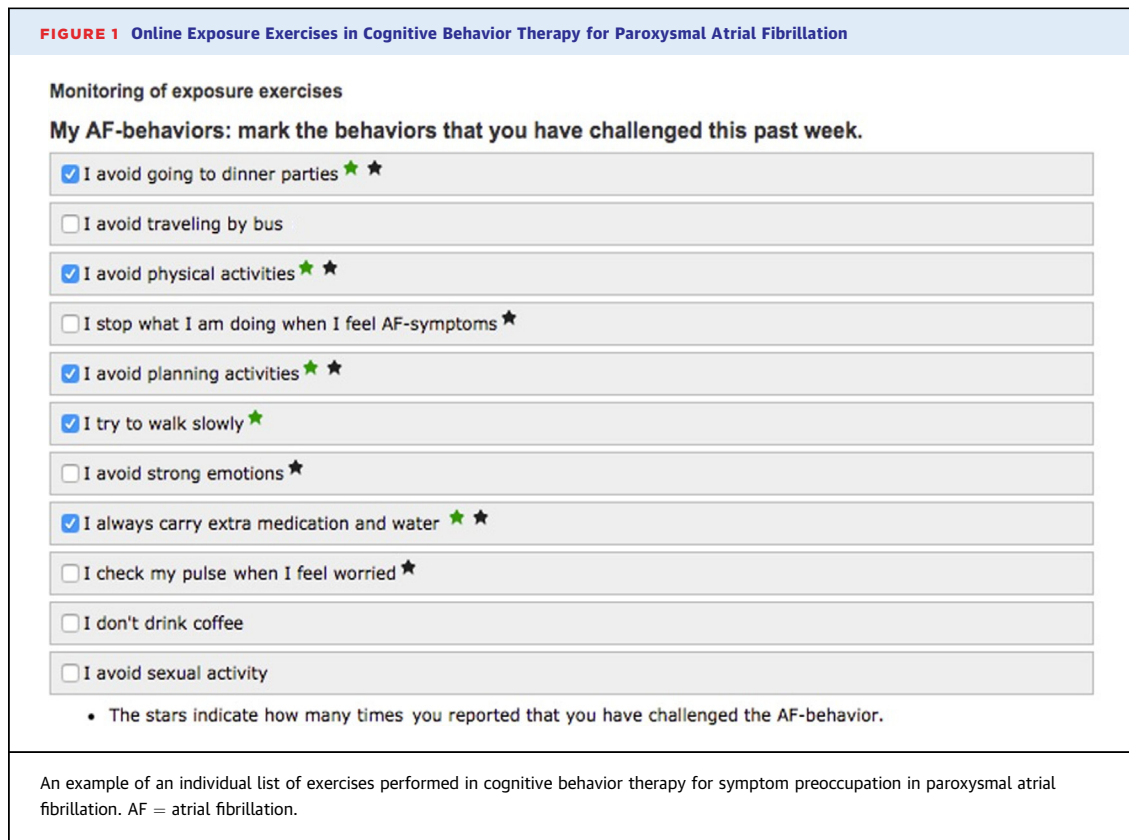 FIGURE 1 Online Exposure Exercises in Cognitive Behavior Therapy for Paroxysmal Atrial Fibrillation
Monitoring of exposure exercises
My AF-behaviors: mark the behaviors that you have challenged this past week.
I avoid going to dinner parties
I avoid traveling by bus
I avoid physical activities
I stop what I am doing when I feel AF-symptoms
I avoid planning activities
I try to walk slowly
I avoid strong emotions
I always carry extra medication and water
I check my pulse when I feel worried
I don't drink coffee
I avoid sexual activity
• The stars indicate how many times you reported that you have challenged the AF-behavior.
An example of an individual list of exercises performed in cognitive behavior therapy for symptom preoccupation in paroxysmal atrial
fibrillation. AF = atrial fibrillation.